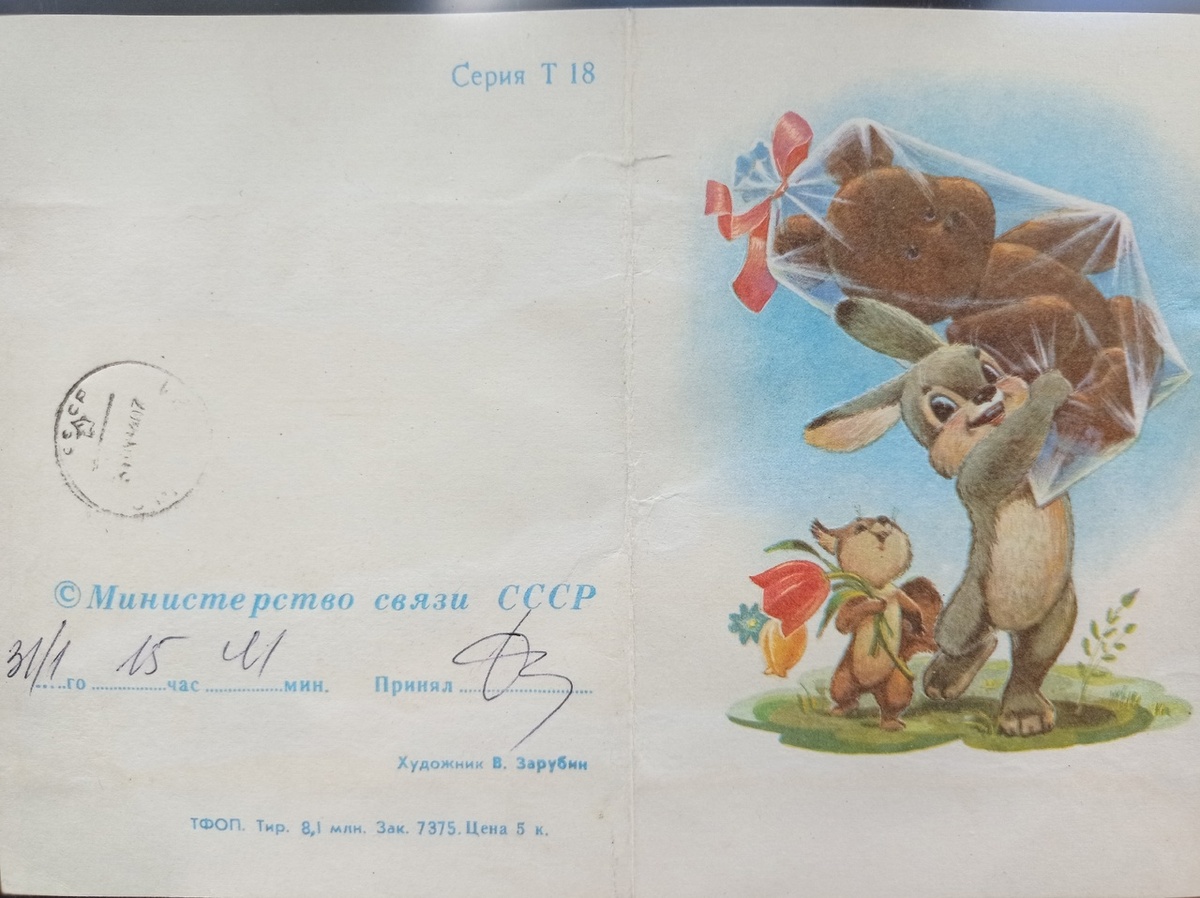 Серия Т 18
СССР
© Министерство связи СССР
31/1 го 15 час 41 мин. Принял
Художник В. Зарубин
ТФОП. Тир. 8,1 млн. Зак. 7375. Цена 5 к.